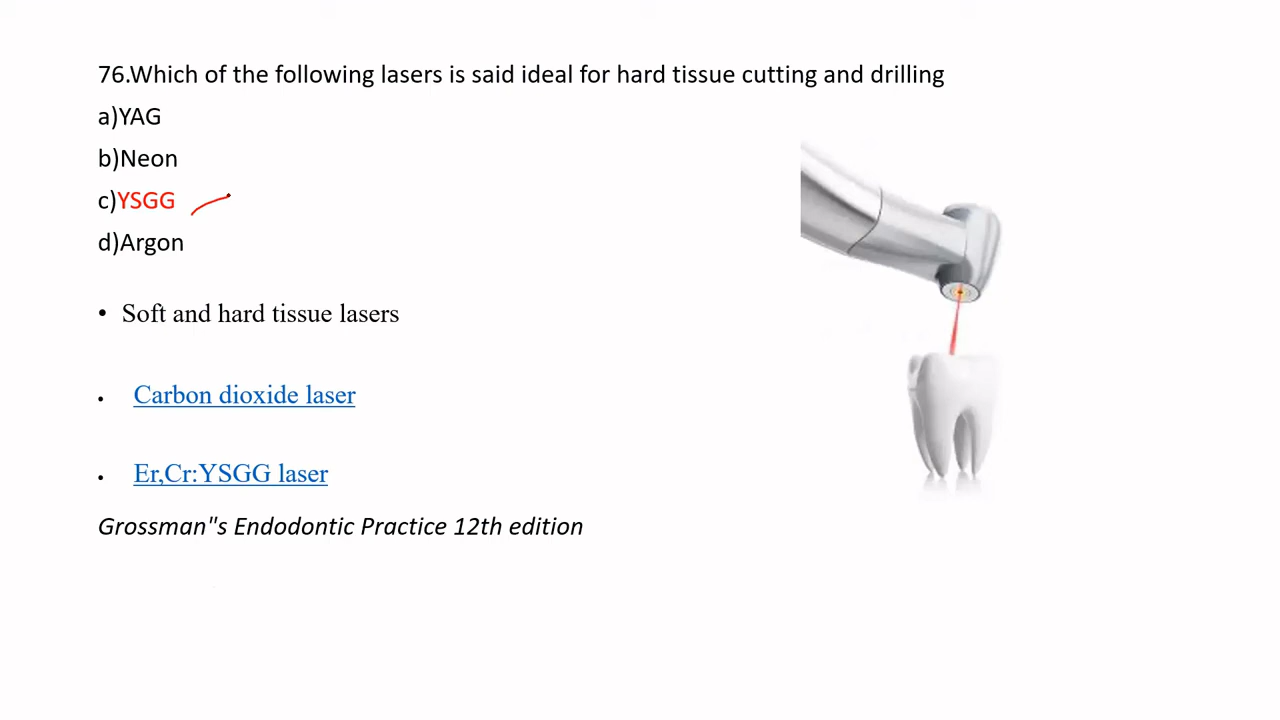 76.Which of the following lasers is said ideal for hard tissue cutting and drilling
a)YAG
b)Neon
c)YSGG
d)Argon
• Soft and hard tissue lasers
• Carbon dioxide laser
• Er,Cr:YSGG laser
Grossman"s Endodontic Practice 12th edition